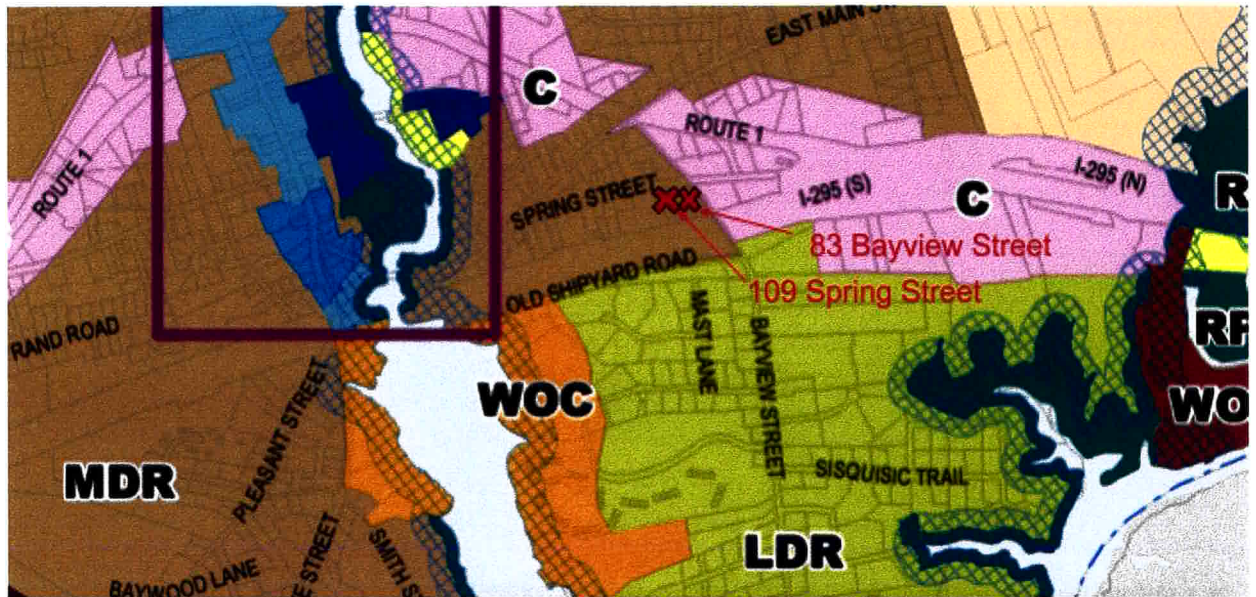 EAST MAIN
C
ROUTE 1
ROUTE 1
I-295 (N)
I-295 (S)
SPRING STREET
C
R
83 Bayview Street
109 Spring Street
OLD SHIPYARD ROAD
RAND ROAD
MAST LANE
BAYVIEW STREET
RP
WOC
WO
PLEASANT STREET
MDR
SISQUISIC TRAIL
LDR
BAYWOOD LANE
E STREET
SMITH S